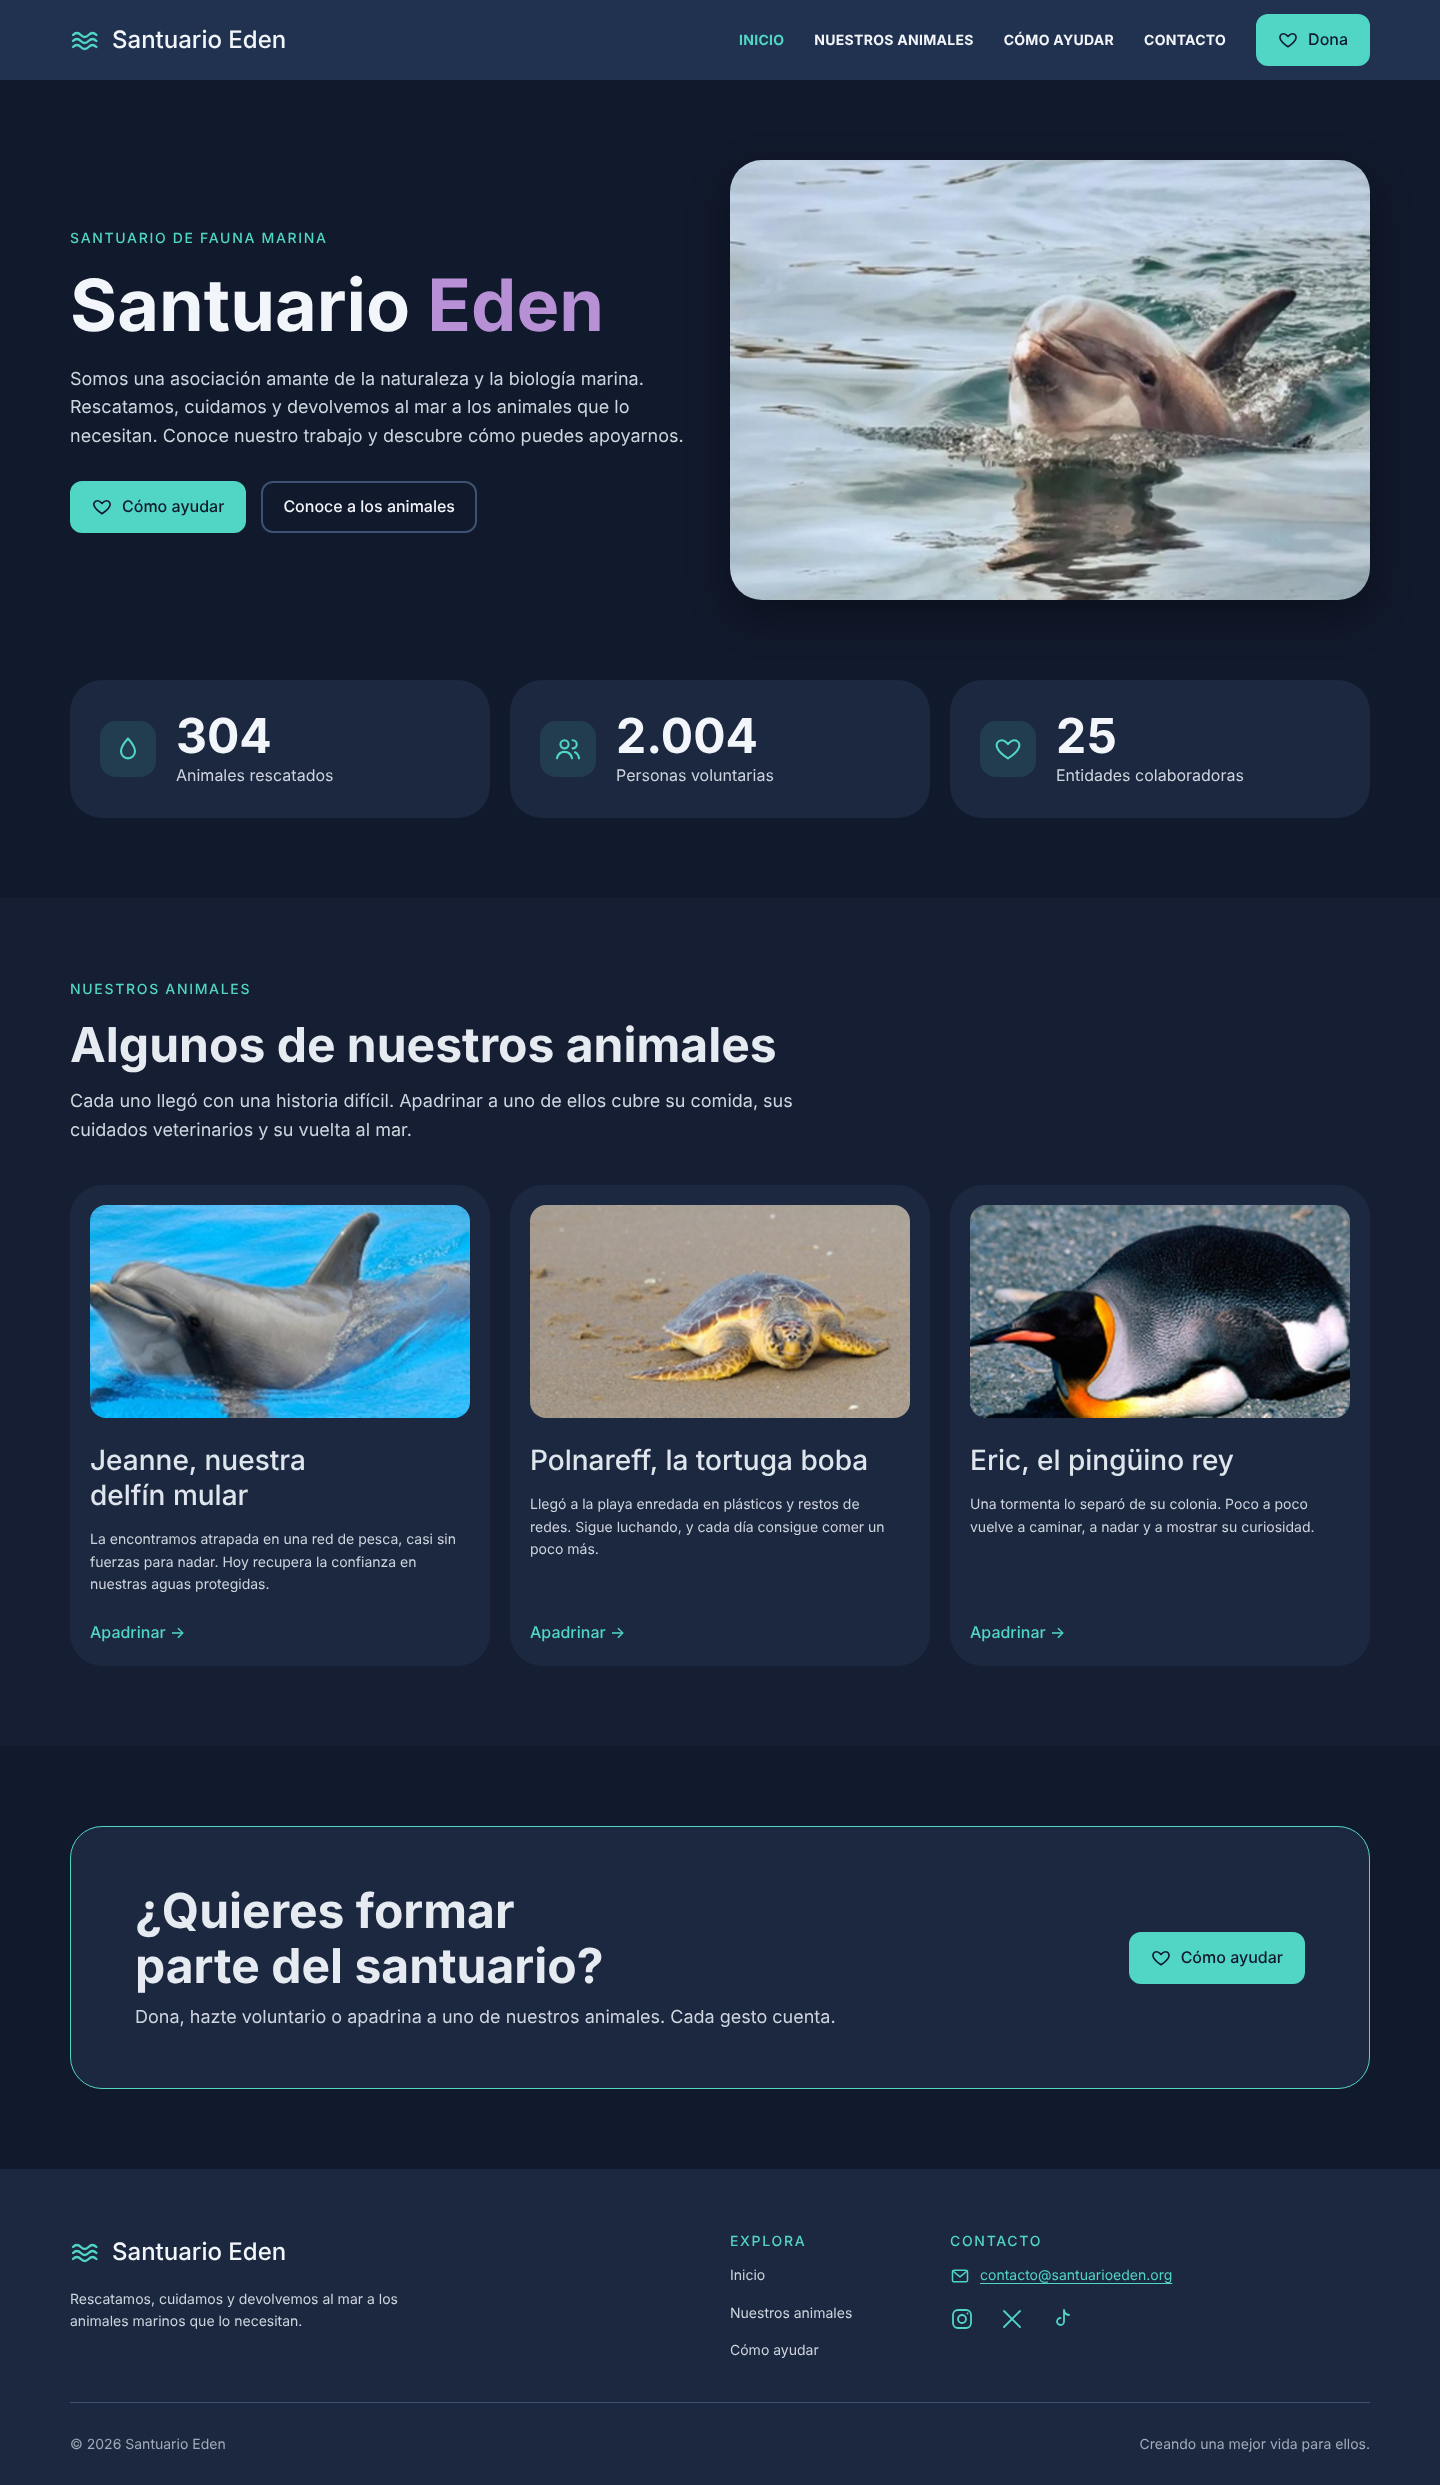 Santuario Eden
INICIO
NUESTROS ANIMALES
CÓMO AYUDAR
CONTACTO
Dona
SANTUARIO DE FAUNA MARINA
Santuario Eden
Somos una asociación amante de la naturaleza y la biología marina.
Rescatamos, cuidamos y devolvemos al mar a los animales que lo
necesitan. Conoce nuestro trabajo y descubre cómo puedes apoyarnos.
Cómo ayudar
Conoce a los animales
304
Animales rescatados
2.004
Personas voluntarias
25
Entidades colaboradoras
NUESTROS ANIMALES
Algunos de nuestros animales
Cada uno llegó con una historia difícil. Apadrinar a uno de ellos cubre su comida, sus
cuidados veterinarios y su vuelta al mar.
Jeanne, nuestra
delfín mular
La encontramos atrapada en una red de pesca, casi sin
fuerzas para nadar. Hoy recupera la confianza en
nuestras aguas protegidas.
Apadrinar →
Polnareff, la tortuga boba
Llegó a la playa enredada en plásticos y restos de
redes. Sigue luchando, y cada día consigue comer un
poco más.
Apadrinar →
Eric, el pingüino rey
Una tormenta lo separó de su colonia. Poco a poco
vuelve a caminar, a nadar y a mostrar su curiosidad.
Apadrinar →
¿Quieres formar
parte del santuario?
Dona, hazte voluntario o apadrina a uno de nuestros animales. Cada gesto cuenta.
Cómo ayudar
Santuario Eden
Rescatamos, cuidamos y devolvemos al mar a los
animales marinos que lo necesitan.
EXPLORA
Inicio
Nuestros animales
Cómo ayudar
CONTACTO
contacto@santuarioeden.org
© 2026 Santuario Eden
Creando una mejor vida para ellos.